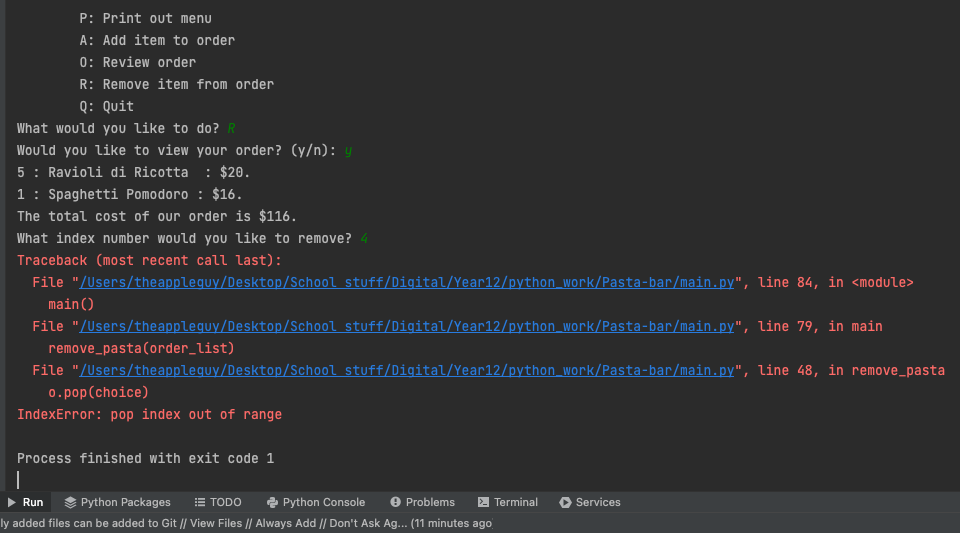 P: Print out menu
A: Add item to order
O: Review order
R: Remove item from order
Q: Quit
What would you like to do? R
Would you like to view your order? (y/n): y
5 : Ravioli di Ricotta  : $20.
1 : Spaghetti Pomodoro : $16.
The total cost of our order is $116.
What index number would you like to remove? 4
Traceback (most recent call last):
File "/Users/theappleguy/Desktop/School stuff/Digital/Year12/python_work/Pasta-bar/main.py", line 84, in <module>
main()
File "/Users/theappleguy/Desktop/School stuff/Digital/Year12/python_work/Pasta-bar/main.py", line 79, in main
remove_pasta(order_list)
File "/Users/theappleguy/Desktop/School stuff/Digital/Year12/python_work/Pasta-bar/main.py", line 48, in remove_pasta
o.pop(choice)
IndexError: pop index out of range
Process finished with exit code 1
Run Python Packages TODO Python Console Problems Terminal Services
ly added files can be added to Git // View Files // Always Add // Don't Ask Ag... (11 minutes ago